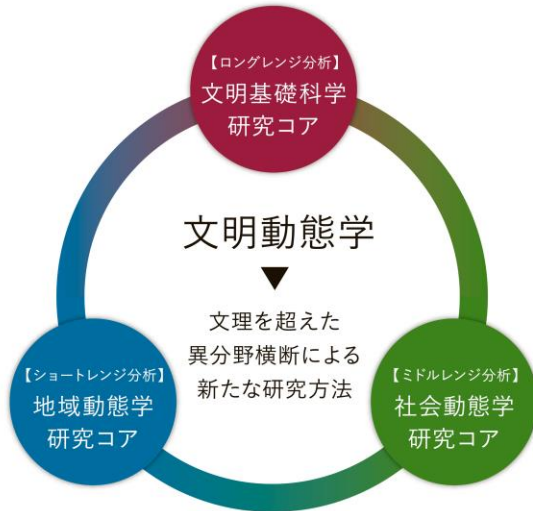 【ロングレンジ分析】
文明基礎科学
研究コア
文明動態学
▼
文理を超えた
異分野横断による
新たな研究方法
【ショートレンジ分析】
地域動態学
研究コア
【ミドルレンジ分析】
社会動態学
研究コア